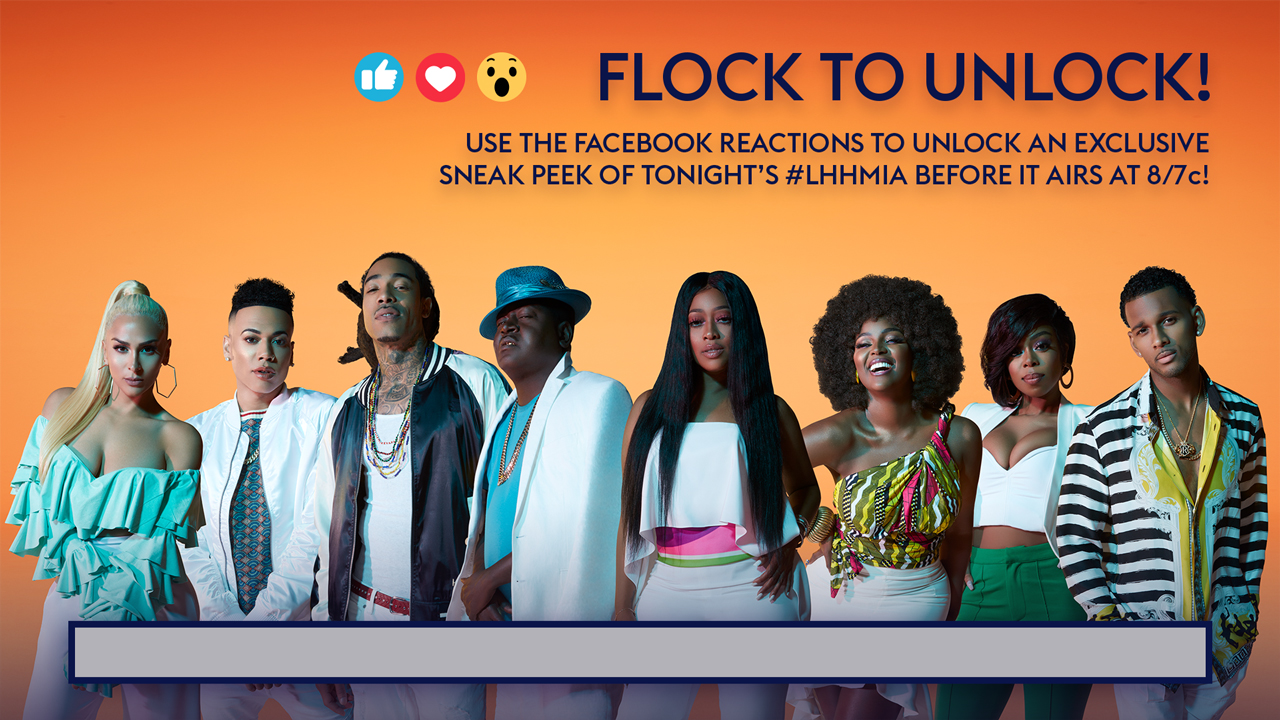 FLOCK TO UNLOCK!
USE THE FACEBOOK REACTIONS TO UNLOCK AN EXCLUSIVE
SNEAK PEEK OF TONIGHT'S #LHHMIA BEFORE IT AIRS AT 8/7c!